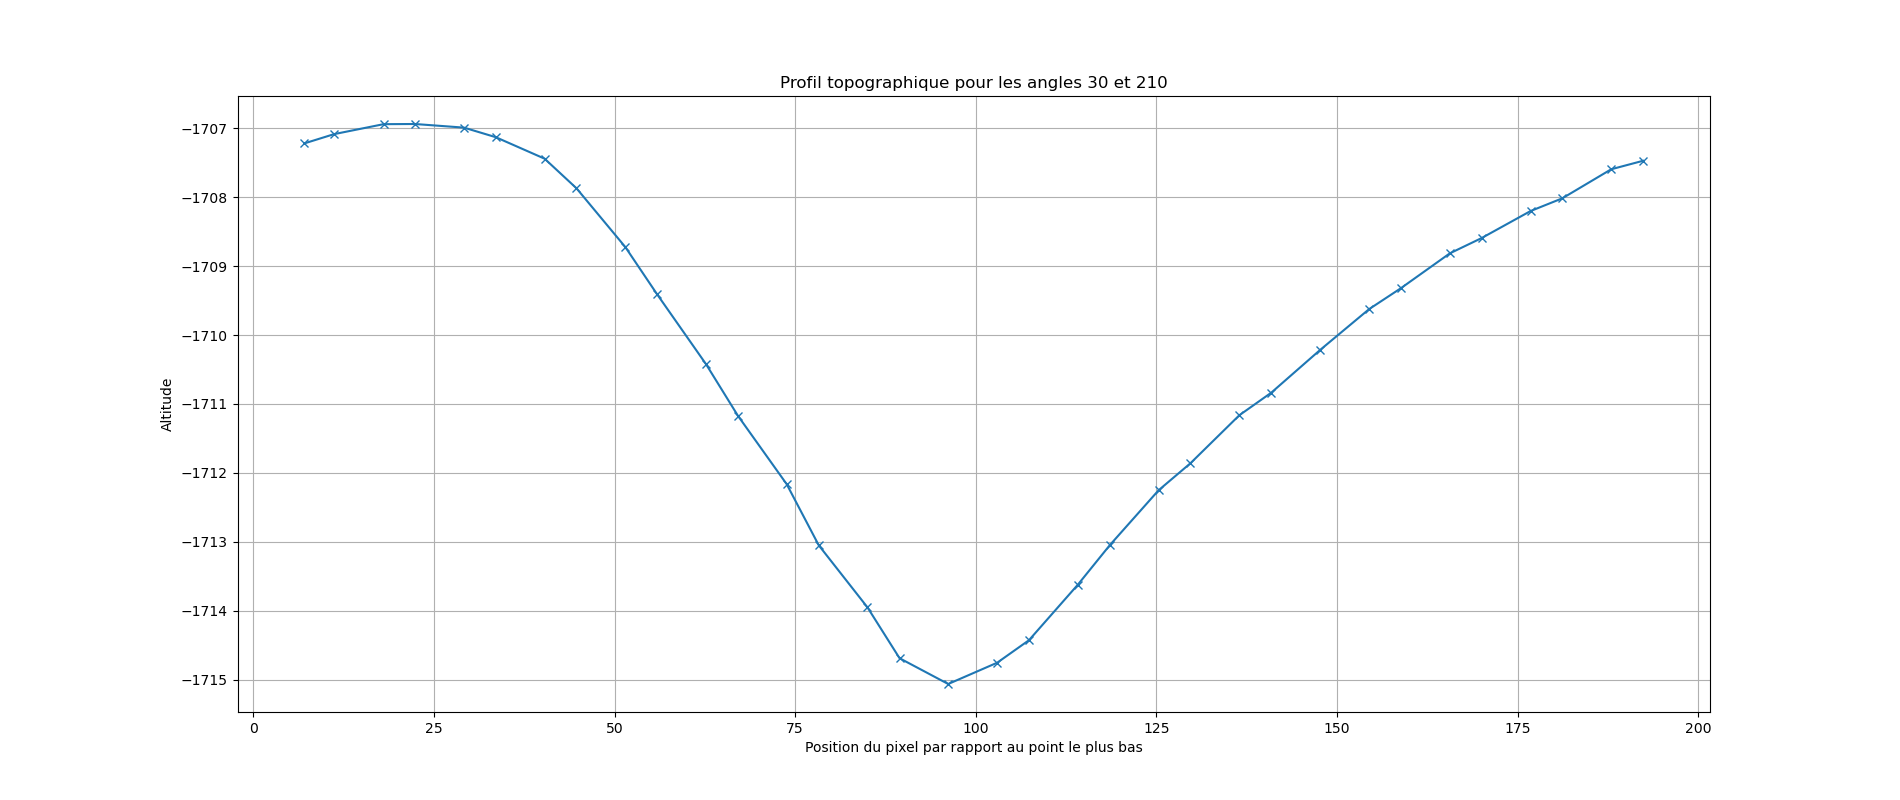 Profil topographique pour les angles 30 et 210
−1707
−1708
−1709
−1710
−1711
−1712
−1713
−1714
−1715
Altitude
0 25 50 75 100 125 150 175 200
Position du pixel par rapport au point le plus bas